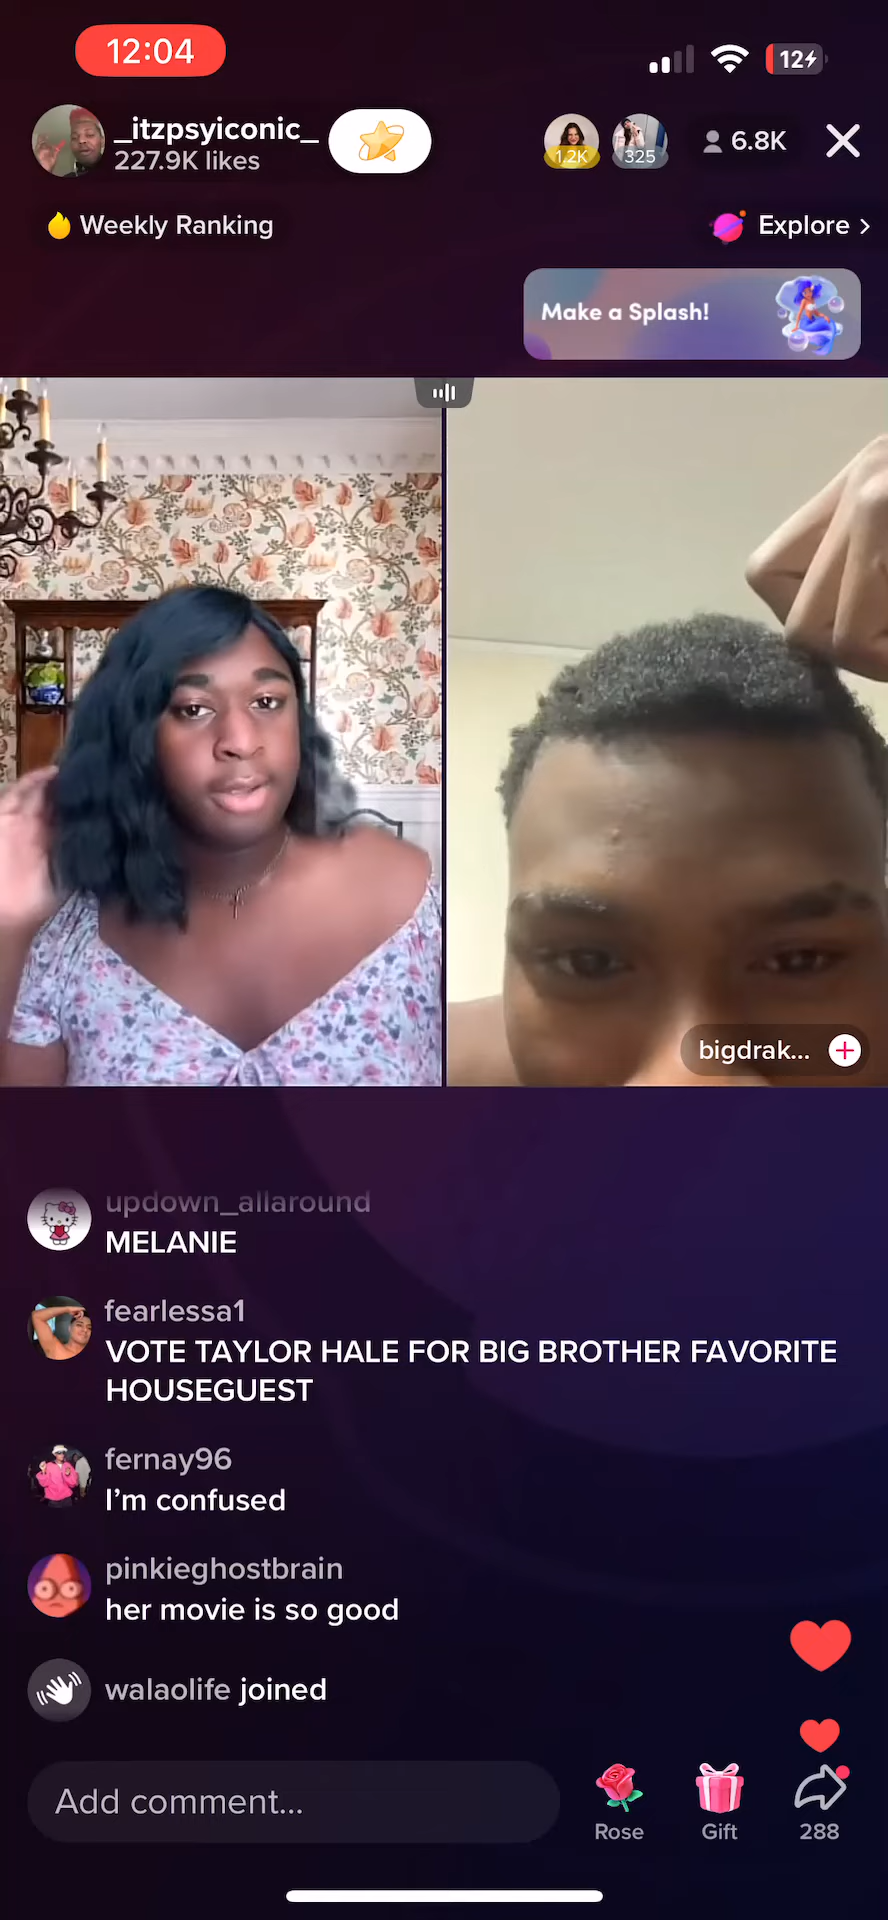 12:04
12
_itzpsyiconic_
227.9K likes
1.2K
325
6.8K
Weekly Ranking
Explore >
Make a Splash!
bigdrak...
updown_allaround
MELANIE
fearlessa1
VOTE TAYLOR HALE FOR BIG BROTHER FAVORITE
HOUSEGUEST
fernay96
I'm confused
pinkieghostbrain
her movie is so good
walaolife joined
Add comment...
Rose
Gift
288